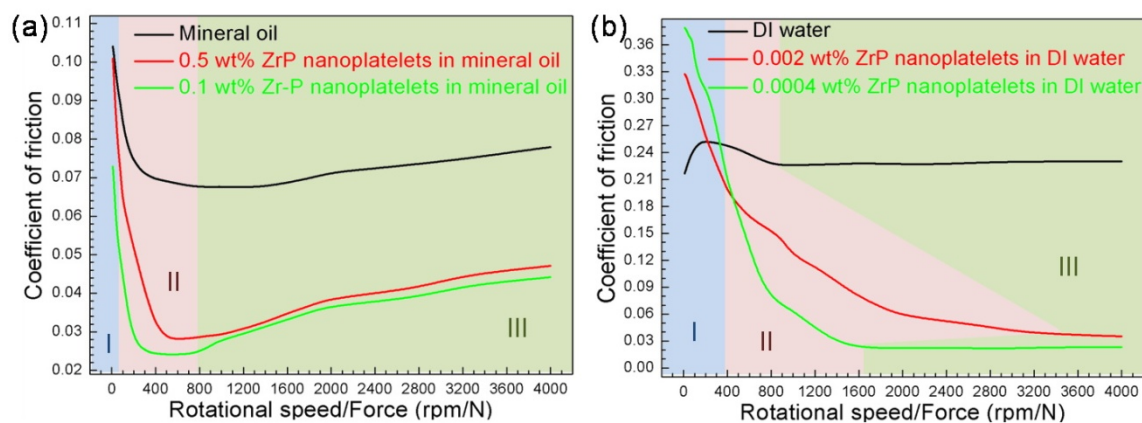 (a)
Mineral oil
0.5 wt% ZrP nanoplatelets in mineral oil
0.1 wt% Zr-P nanoplatelets in mineral oil
Coefficient of friction
0.11
0.10
0.09
0.08
0.07
0.06
0.05
0.04
0.03
0.02
I
II
III
0 400 800 1200 1600 2000 2400 2800 3200 3600 4000
Rotational speed/Force (rpm/N)
(b)
DI water
0.002 wt% ZrP nanoplatelets in DI water
0.0004 wt% ZrP nanoplatelets in DI water
Coefficient of friction
0.36
0.33
0.30
0.27
0.24
0.21
0.18
0.15
0.12
0.09
0.06
0.03
0.00
I
II
III
0 400 800 1200 1600 2000 2400 2800 3200 3600 4000
Rotational speed/Force (rpm/N)